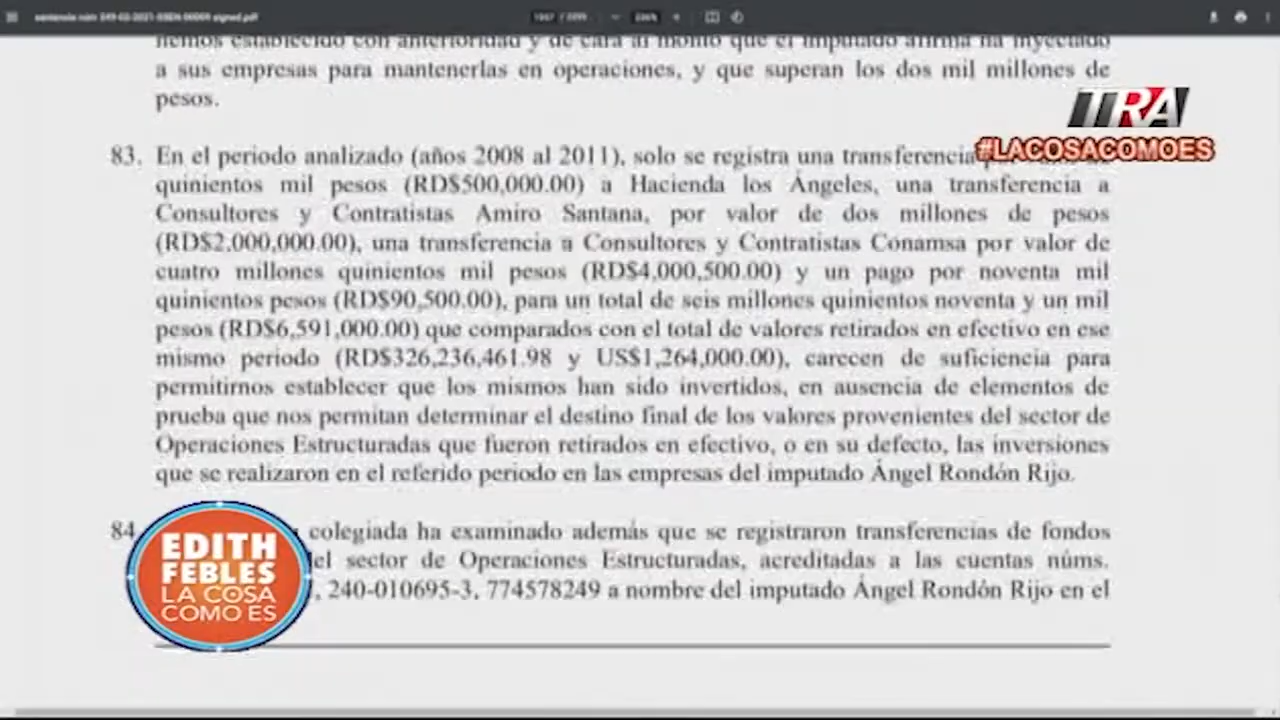 sentencia núm 249-02-2021-SSEN-00009 signed.pdf
nemos establecido con anterioridad y de cara al monto que el imputado afirma ha inyectado
a sus empresas para mantenerlas en operaciones, y que superan los dos mil millones de
pesos.
TRA
#LACOSACOMOES
83. En el periodo analizado (años 2008 al 2011), solo se registra una transferencia
quinientos mil pesos (RD$500,000.00) a Hacienda los Ángeles, una transferencia a
Consultores y Contratistas Amiro Santana, por valor de dos millones de pesos
(RD$2,000,000.00), una transferencia a Consultores y Contratistas Conamsa por valor de
cuatro millones quinientos mil pesos (RD$4,000,500.00) y un pago por noventa mil
quinientos pesos (RD$90,500.00), para un total de seis millones quinientos noventa y un mil
pesos (RD$6,591,000.00) que comparados con el total de valores retirados en efectivo en ese
mismo periodo (RD$326,236,461.98 y US$1,264,000.00), carecen de suficiencia para
permitirnos establecer que los mismos han sido invertidos, en ausencia de elementos de
prueba que nos permitan determinar el destino final de los valores provenientes del sector de
Operaciones Estructuradas que fueron retirados en efectivo, o en su defecto, las inversiones
que se realizaron en el referido periodo en las empresas del imputado Ángel Rondón Rijo.
84 colegiada ha examinado además que se registraron transferencias de fondos
el sector de Operaciones Estructuradas, acreditadas a las cuentas núms.
, 240-010695-3, 774578249 a nombre del imputado Ángel Rondón Rijo en el
EDITH
FEBLES
LA COSA
COMO ES